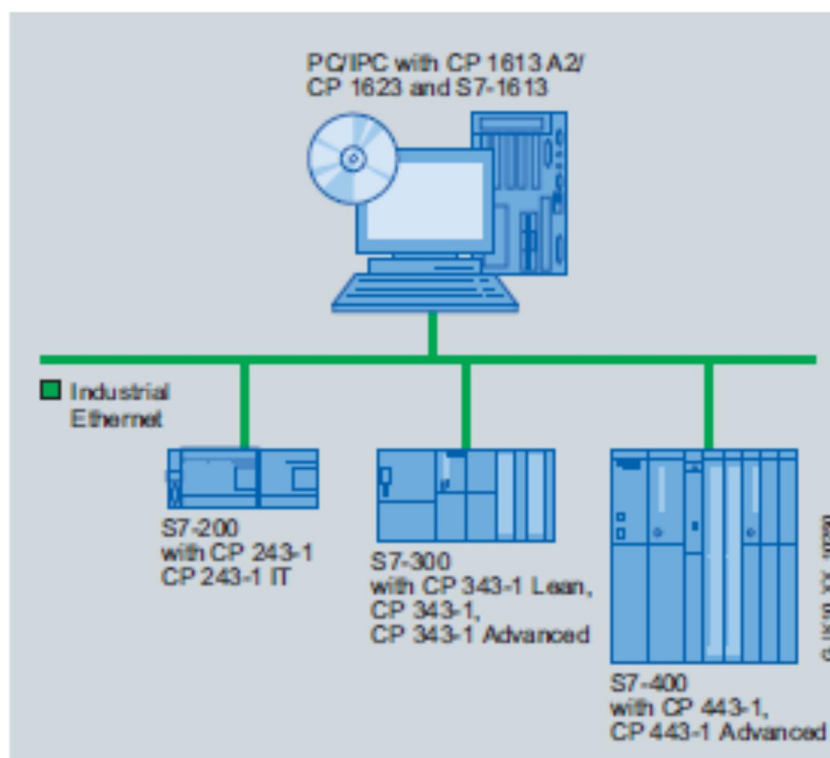 PC/IPC with CP 1613 A2/
CP 1623 and S7-1613
Industrial
Ethernet
S7-200
with CP 243-1
CP 243-1 IT
S7-300
with CP 343-1 Lean,
CP 343-1,
CP 343-1 Advanced
S7-400
with CP 443-1,
CP 443-1 Advanced